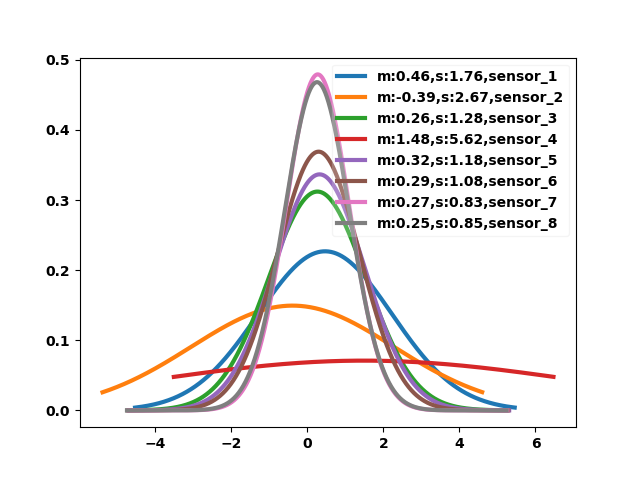 0.5
0.4
0.3
0.2
0.1
0.0
m:0.46,s:1.76,sensor_1
m:-0.39,s:2.67,sensor_2
m:0.26,s:1.28,sensor_3
m:1.48,s:5.62,sensor_4
m:0.32,s:1.18,sensor_5
m:0.29,s:1.08,sensor_6
m:0.27,s:0.83,sensor_7
m:0.25,s:0.85,sensor_8
−4 −2 0 2 4 6